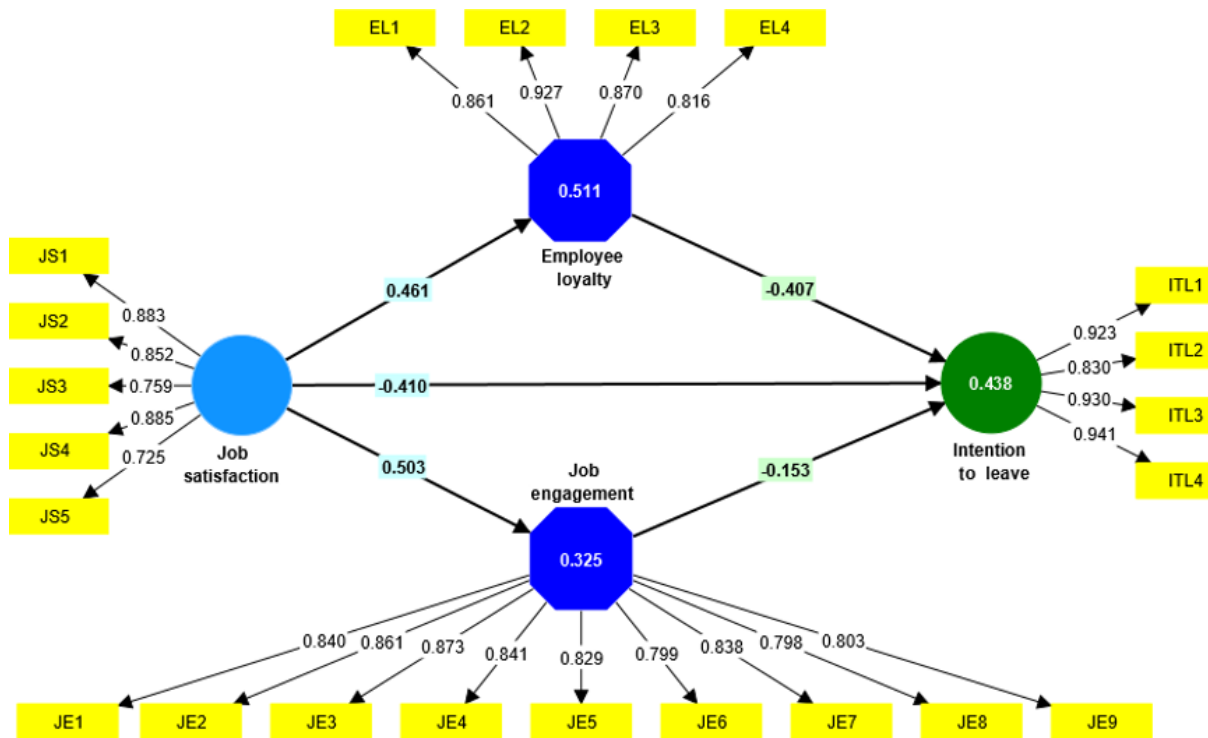 EL1
EL2
EL3
EL4
0.861
0.927
0.870
0.816
0.511
Employee
loyalty
JS1
JS2
JS3
JS4
JS5
0.883
0.852
0.759
0.885
0.725
Job
satisfaction
0.461
-0.410
0.503
-0.407
-0.153
0.438
Intention
to leave
ITL1
ITL2
ITL3
ITL4
0.923
0.830
0.930
0.941
Job
engagement
0.325
0.840
0.861
0.873
0.841
0.829
0.799
0.838
0.798
0.803
JE1
JE2
JE3
JE4
JE5
JE6
JE7
JE8
JE9